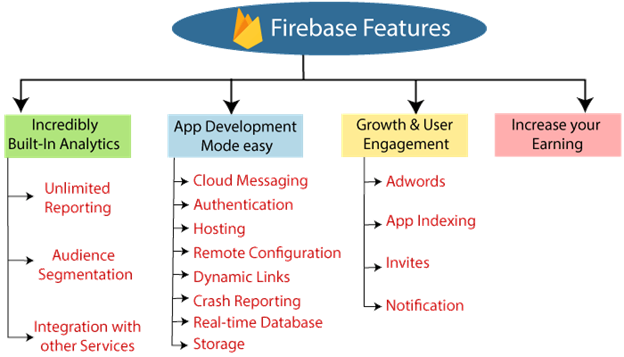 Firebase Features
Incredibly
Built-In Analytics
Unlimited
Reporting
Audience
Segmentation
Integration with
other Services
App Development
Mode easy
Cloud Messaging
Authentication
Hosting
Remote Configuration
Dynamic Links
Crash Reporting
Real-time Database
Storage
Growth & User
Engagement
Adwords
App Indexing
Invites
Notification
Increase your
Earning